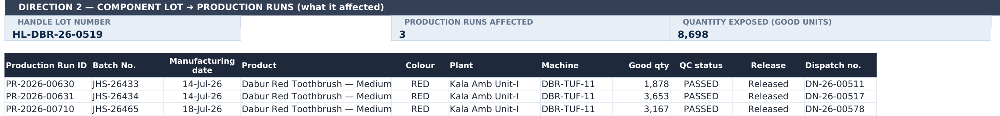 DIRECTION 2 — COMPONENT LOT → PRODUCTION RUNS (what it affected)
HANDLE LOT NUMBER PRODUCTION RUNS AFFECTED QUANTITY EXPOSED (GOOD UNITS)
HL-DBR-26-0519 3 8,698
Production Run ID Batch No. Manufacturing date Product Colour Plant Machine Good qty QC status Release Dispatch no.
PR-2026-00630 JHS-26433 14-Jul-26 Dabur Red Toothbrush — Medium RED Kala Amb Unit-I DBR-TUF-11 1,878 PASSED Released DN-26-00511
PR-2026-00631 JHS-26434 14-Jul-26 Dabur Red Toothbrush — Medium RED Kala Amb Unit-I DBR-TUF-11 3,653 PASSED Released DN-26-00517
PR-2026-00710 JHS-26465 18-Jul-26 Dabur Red Toothbrush — Medium RED Kala Amb Unit-I DBR-TUF-11 3,167 PASSED Released DN-26-00578